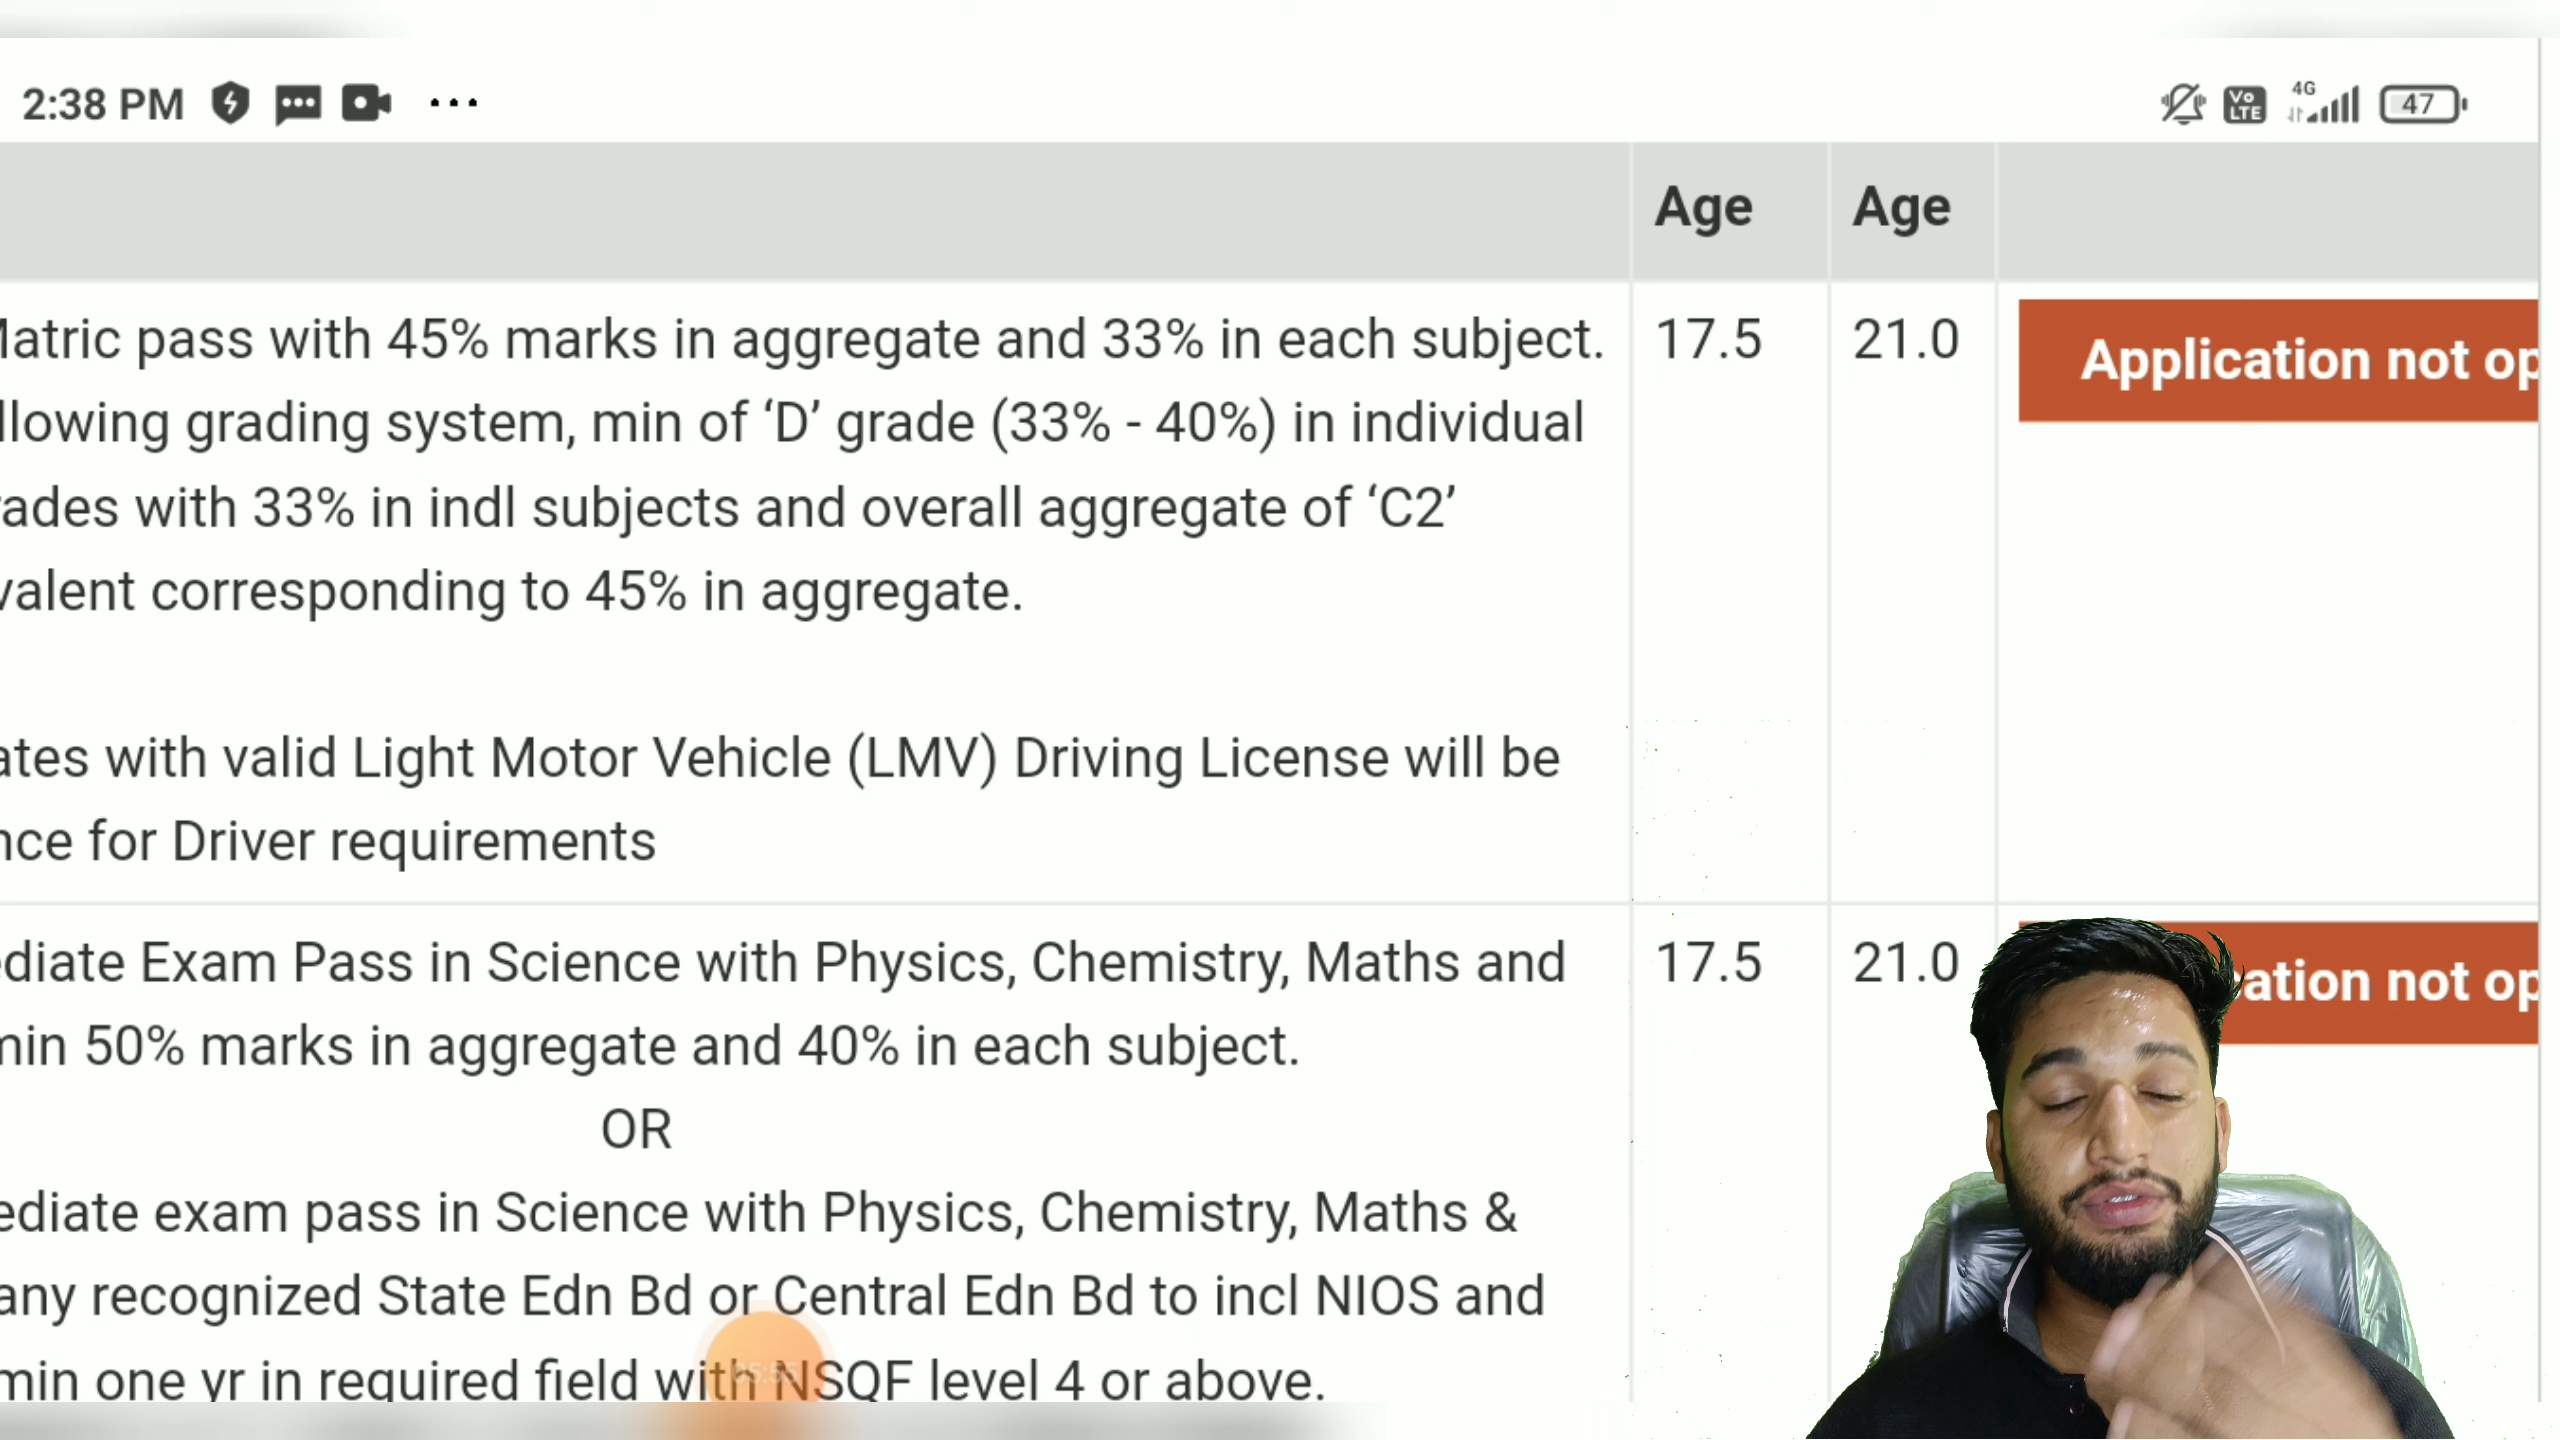 2:38 PM ... Vo LTE 4G 47
Age Age
Matric pass with 45% marks in aggregate and 33% in each subject. 17.5 21.0 Application not op
llowing grading system, min of ‘D’ grade (33% - 40%) in individual
ades with 33% in indl subjects and overall aggregate of ‘C2’
valent corresponding to 45% in aggregate.
ates with valid Light Motor Vehicle (LMV) Driving License will be
nce for Driver requirements
ediate Exam Pass in Science with Physics, Chemistry, Maths and 17.5 21.0 ation not op
min 50% marks in aggregate and 40% in each subject.
OR
ediate exam pass in Science with Physics, Chemistry, Maths &
any recognized State Edn Bd or Central Edn Bd to incl NIOS and
min one yr in required field with NSQF level 4 or above.